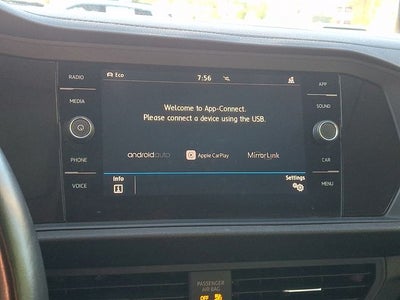 RADIO
Eco
7:56
APP
MEDIA
SOUND
Welcome to App-Connect.
Please connect a device using the USB.
androidauto
Apple CarPlay
MirrorLink
PHONE
CAR
VOICE
Info
Settings
MENU
PASSENGER
AIR BAG
OFF